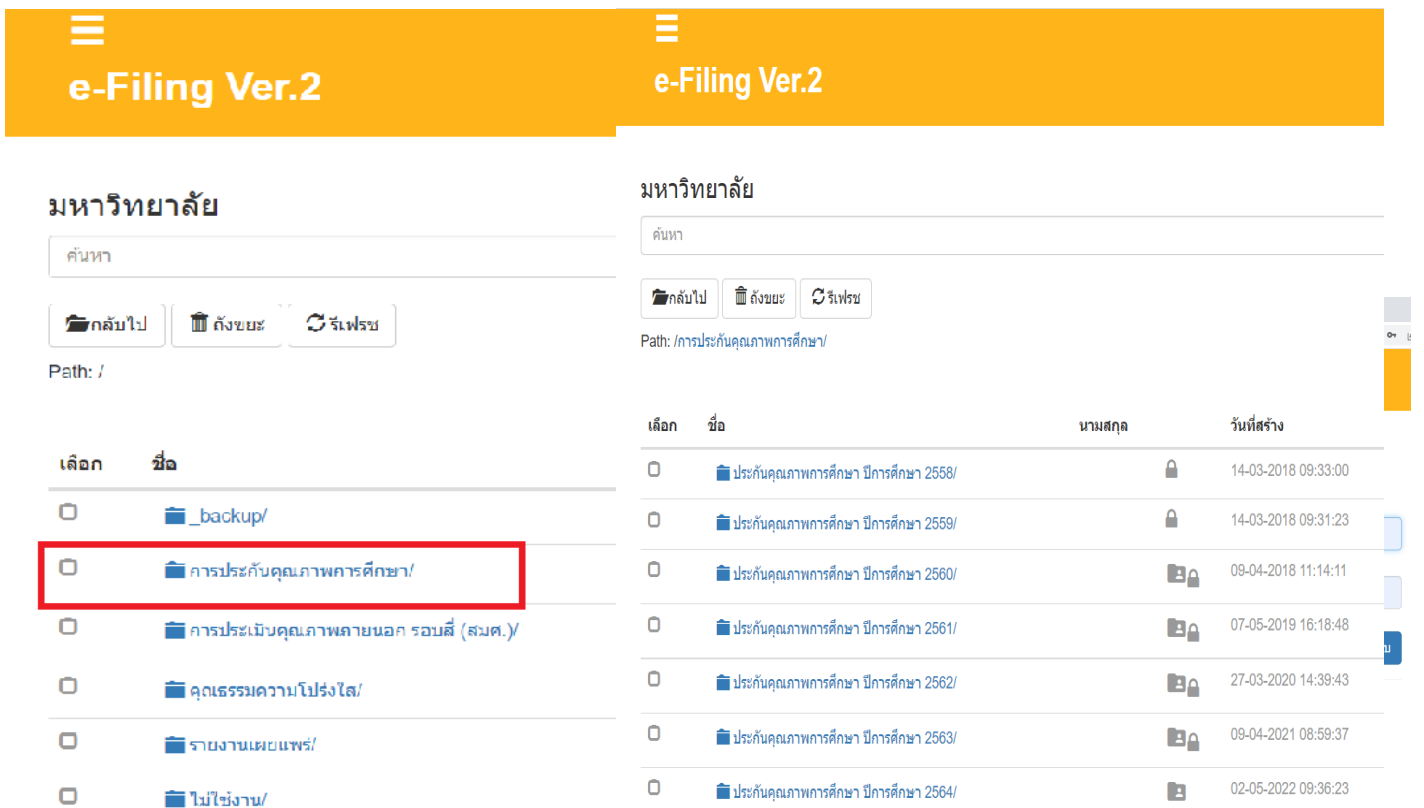 e-Filing Ver.2
มหาวิทยาลัย
ค้นหา
กลับไป ถังขยะ รีเฟรช
Path: /
เลือก ชื่อ
_backup/
การประกันคุณภาพการศึกษา/
การประเมินคุณภาพภายนอก รอบสี่ (สมศ.)/
คุณธรรมความโปร่งใส/
รายงานเผยแพร่/
ไม่ใช้งาน/
e-Filing Ver.2
มหาวิทยาลัย
ค้นหา
กลับไป ถังขยะ รีเฟรช
Path: /การประกันคุณภาพการศึกษา/
เลือก ชื่อ นามสกุล วันที่สร้าง
ประกันคุณภาพการศึกษา ปีการศึกษา 2558/ 14-03-2018 09:33:00
ประกันคุณภาพการศึกษา ปีการศึกษา 2559/ 14-03-2018 09:31:23
ประกันคุณภาพการศึกษา ปีการศึกษา 2560/ 09-04-2018 11:14:11
ประกันคุณภาพการศึกษา ปีการศึกษา 2561/ 07-05-2019 16:18:48
ประกันคุณภาพการศึกษา ปีการศึกษา 2562/ 27-03-2020 14:39:43
ประกันคุณภาพการศึกษา ปีการศึกษา 2563/ 09-04-2021 08:59:37
ประกันคุณภาพการศึกษา ปีการศึกษา 2564/ 02-05-2022 09:36:23